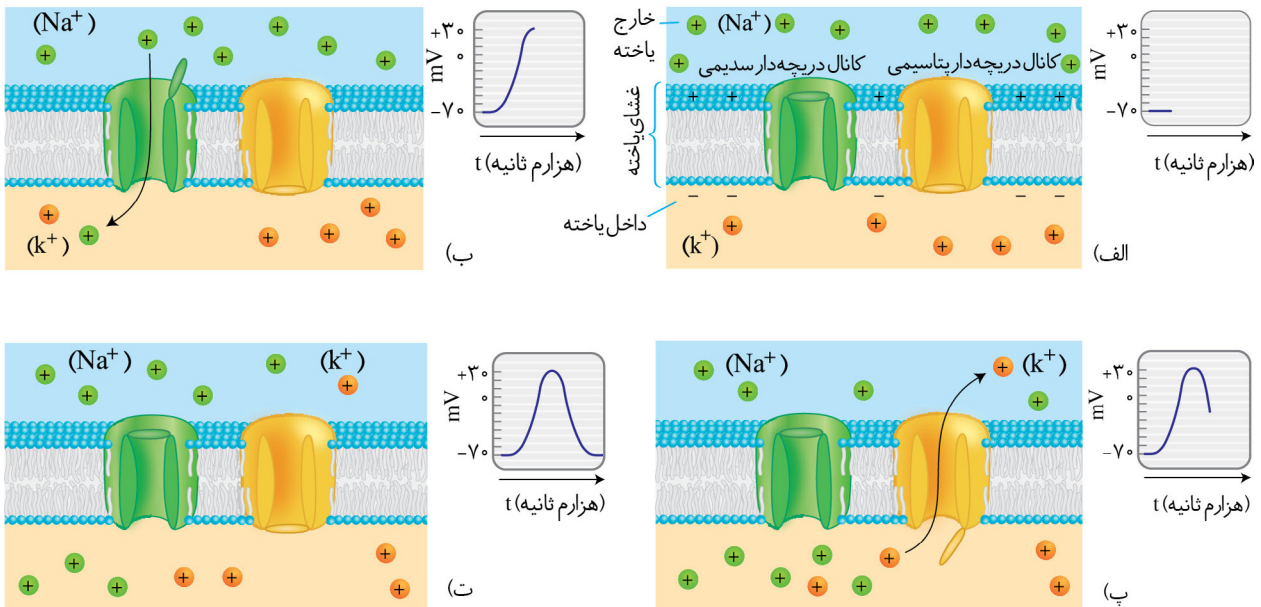 خارج
یاخته
(Na⁺)
کانال دریچه‌دار سدیمی
کانال دریچه‌دار پتاسیمی
غشای یاخته
داخل یاخته
(k⁺)
+۳۰
۰
-۷۰
mV
t (هزارم ثانیه)
الف)
(Na⁺)
(k⁺)
+۳۰
۰
-۷۰
mV
t (هزارم ثانیه)
ب)
(Na⁺)
(k⁺)
+۳۰
۰
-۷۰
mV
t (هزارم ثانیه)
پ)
(Na⁺)
(k⁺)
+۳۰
۰
-۷۰
mV
t (هزارم ثانیه)
ت)